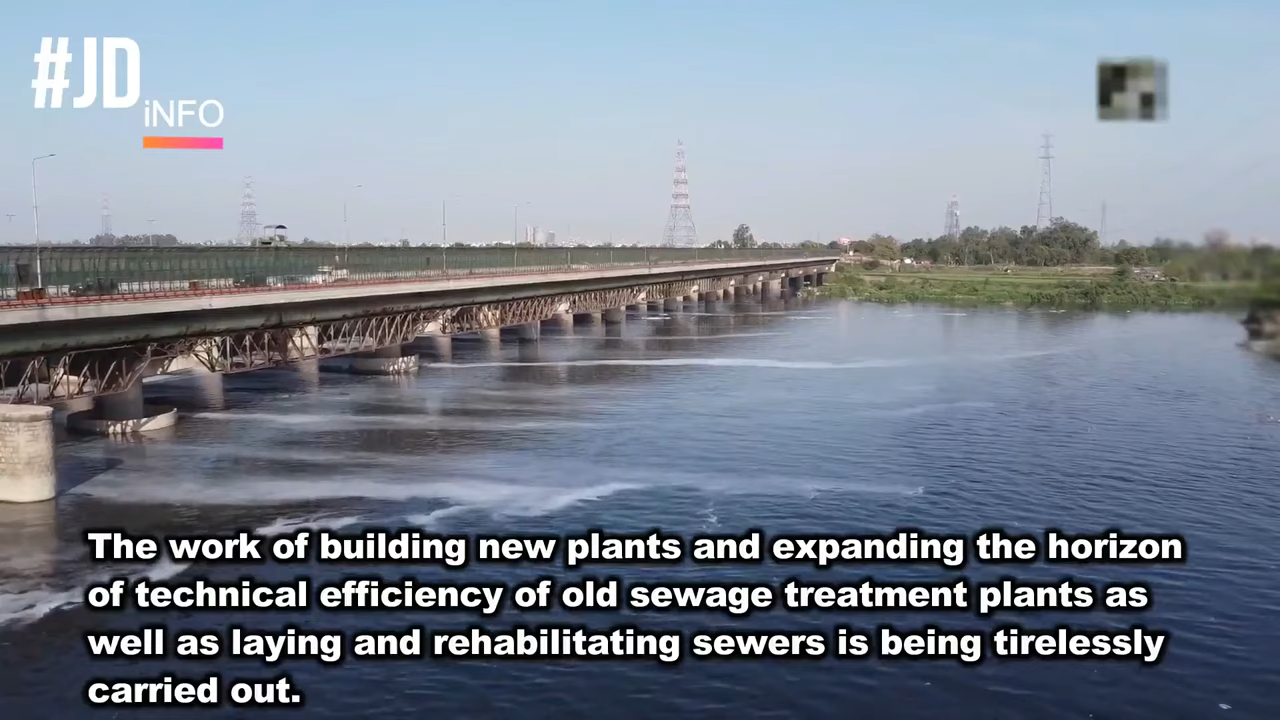 #JD
iNFO
The work of building new plants and expanding the horizon
of technical efficiency of old sewage treatment plants as
well as laying and rehabilitating sewers is being tirelessly
carried out.